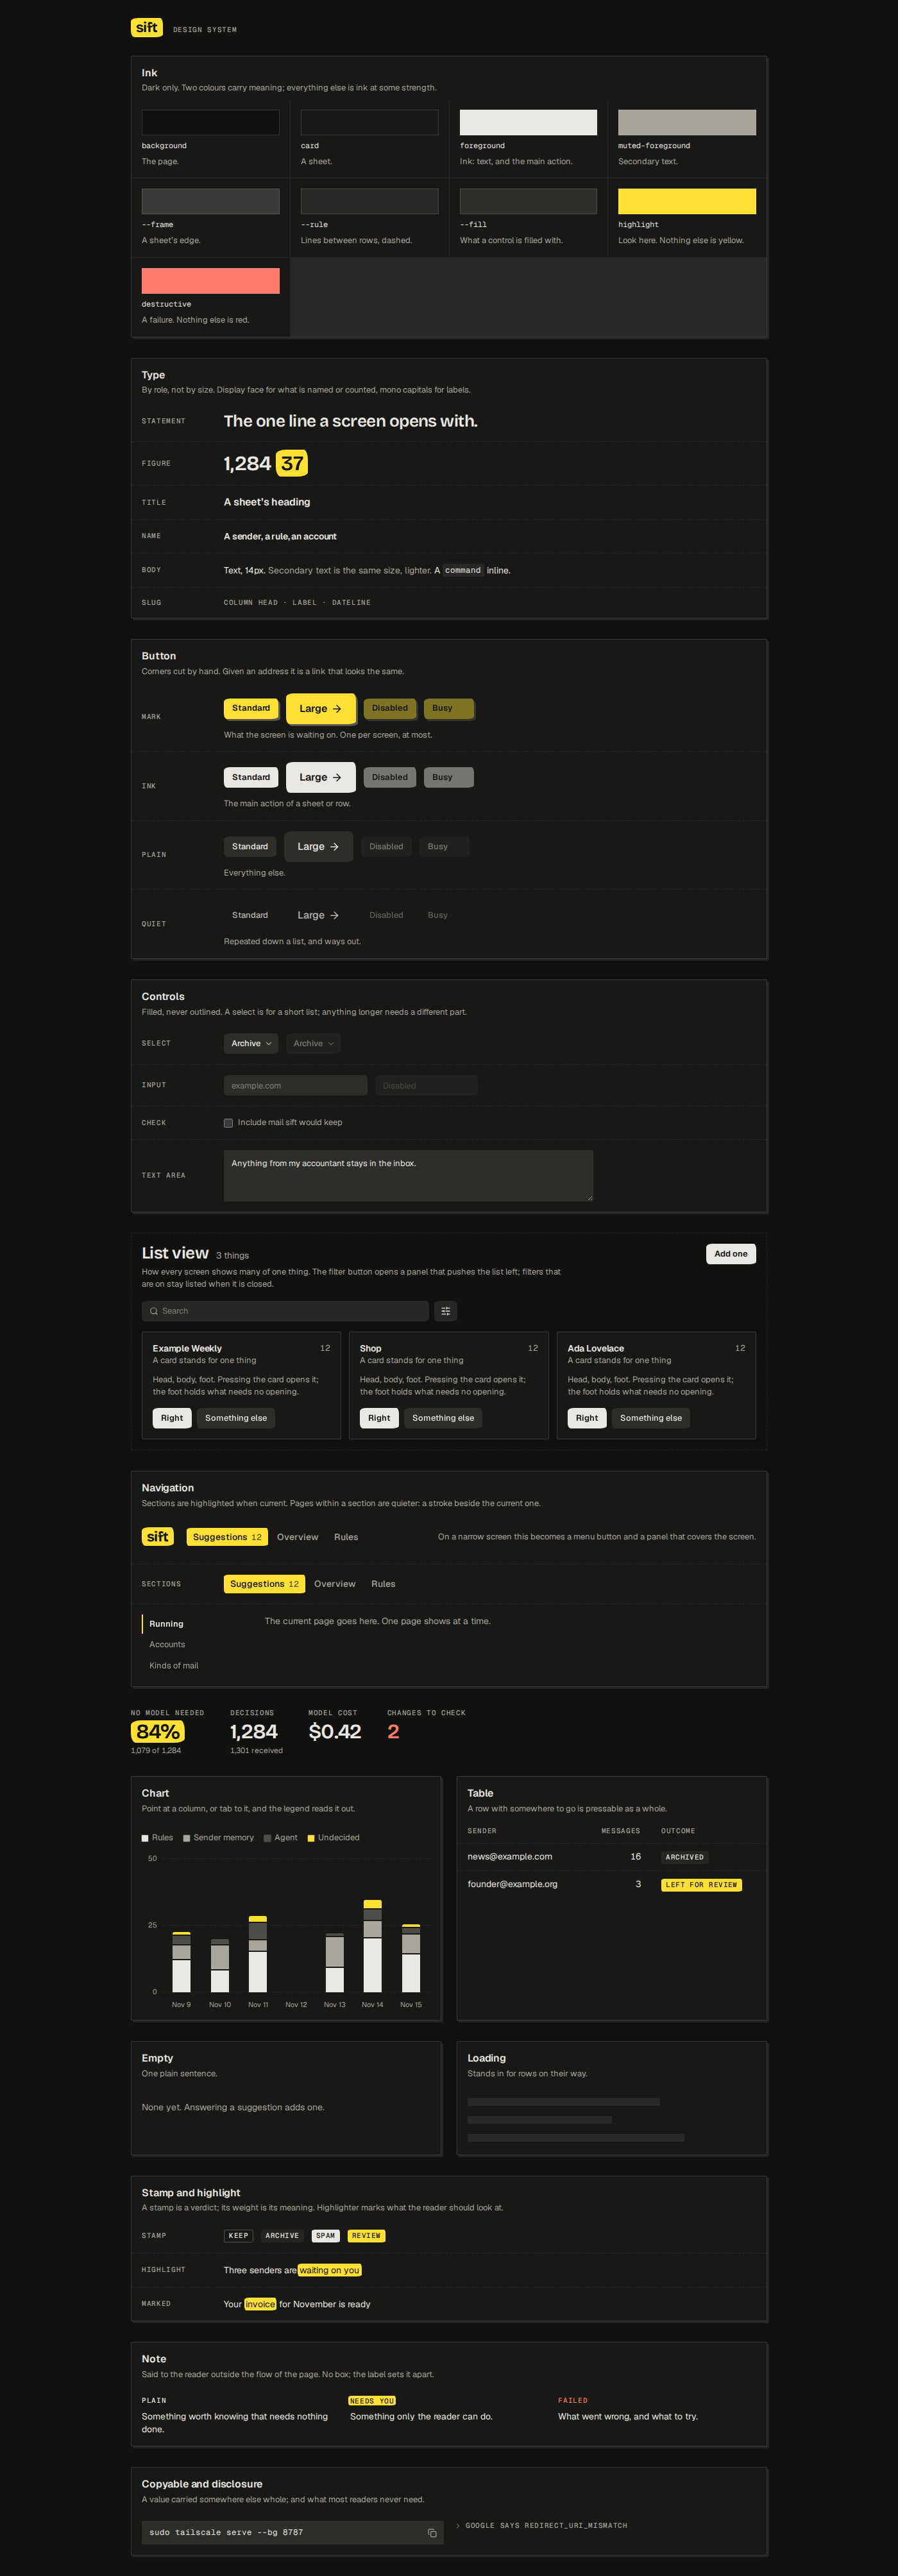 sift DESIGN SYSTEM
Ink
Dark only. Two colours carry meaning; everything else is ink at some strength.
background card foreground muted-foreground
The page. A sheet. Ink: text, and the main action. Secondary text.
--frame --rule --fill highlight
A sheet's edge. Lines between rows, dashed. What a control is filled with. Look here. Nothing else is yellow.
destructive
A failure. Nothing else is red.
Type
By role, not by size. Display face for what is named or counted, mono capitals for labels.
STATEMENT The one line a screen opens with.
FIGURE 1,284 37
TITLE A sheet's heading
NAME A sender, a rule, an account
BODY Text, 14px. Secondary text is the same size, lighter. A command inline.
SLUG COLUMN HEAD · LABEL · DATELINE
Button
Corners cut by hand. Given an address it is a link that looks the same.
MARK Standard Large → Disabled Busy
What the screen is waiting on. One per screen, at most.
INK Standard Large → Disabled Busy
The main action of a sheet or row.
PLAIN Standard Large → Disabled Busy
Everything else.
QUIET Standard Large → Disabled Busy
Repeated down a list, and ways out.
Controls
Filled, never outlined. A select is for a short list; anything longer needs a different part.
SELECT Archive Archive
INPUT example.com Disabled
CHECK Include mail sift would keep
TEXT AREA Anything from my accountant stays in the inbox.
List view 3 things Add one
How every screen shows many of one thing. The filter button opens a panel that pushes the list left; filters that
are on stay listed when it is closed.
Search
Example Weekly 12 Shop 12 Ada Lovelace 12
A card stands for one thing A card stands for one thing A card stands for one thing
Head, body, foot. Pressing the card opens it; Head, body, foot. Pressing the card opens it; Head, body, foot. Pressing the card opens it;
the foot holds what needs no opening. the foot holds what needs no opening. the foot holds what needs no opening.
Right Something else Right Something else Right Something else
Navigation
Sections are highlighted when current. Pages within a section are quieter: a stroke beside the current one.
sift Suggestions 12 Overview Rules On a narrow screen this becomes a menu button and a panel that covers the screen.
SECTIONS Suggestions 12 Overview Rules
Running The current page goes here. One page shows at a time.
Accounts
Kinds of mail
NO MODEL NEEDED DECISIONS MODEL COST CHANGES TO CHECK
84% 1,284 $0.42 2
1,079 of 1,284 1,301 received
Chart
Point at a column, or tab to it, and the legend reads it out.
Rules Sender memory Agent Undecided
50
25
0
Nov 9 Nov 10 Nov 11 Nov 12 Nov 13 Nov 14 Nov 15
Table
A row with somewhere to go is pressable as a whole.
SENDER MESSAGES OUTCOME
news@example.com 16 ARCHIVED
founder@example.org 3 LEFT FOR REVIEW
Empty
One plain sentence.
None yet. Answering a suggestion adds one.
Loading
Stands in for rows on their way.
Stamp and highlight
A stamp is a verdict; its weight is its meaning. Highlighter marks what the reader should look at.
STAMP KEEP ARCHIVE SPAM REVIEW
HIGHLIGHT Three senders are waiting on you
MARKED Your invoice for November is ready
Note
Said to the reader outside the flow of the page. No box; the label sets it apart.
PLAIN NEEDS YOU FAILED
Something worth knowing that needs nothing Something only the reader can do. What went wrong, and what to try.
done.
Copyable and disclosure
A value carried somewhere else whole; and what most readers never need.
sudo tailscale serve --bg 8787 › GOOGLE SAYS REDIRECT_URI_MISMATCH